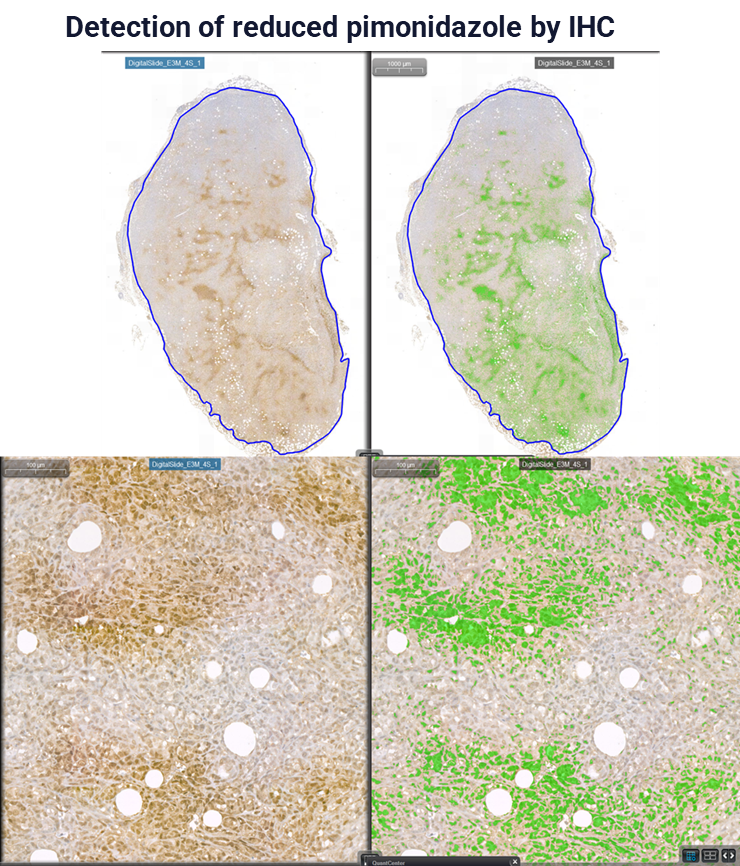 Detection of reduced pimonidazole by IHC
DigitalSlide_E3M_4S_1
1000 µm
DigitalSlide_E3M_4S_1
100 µm
DigitalSlide_E3M_4S_1
100 µm
DigitalSlide_E3M_4S_1
QuantCenter